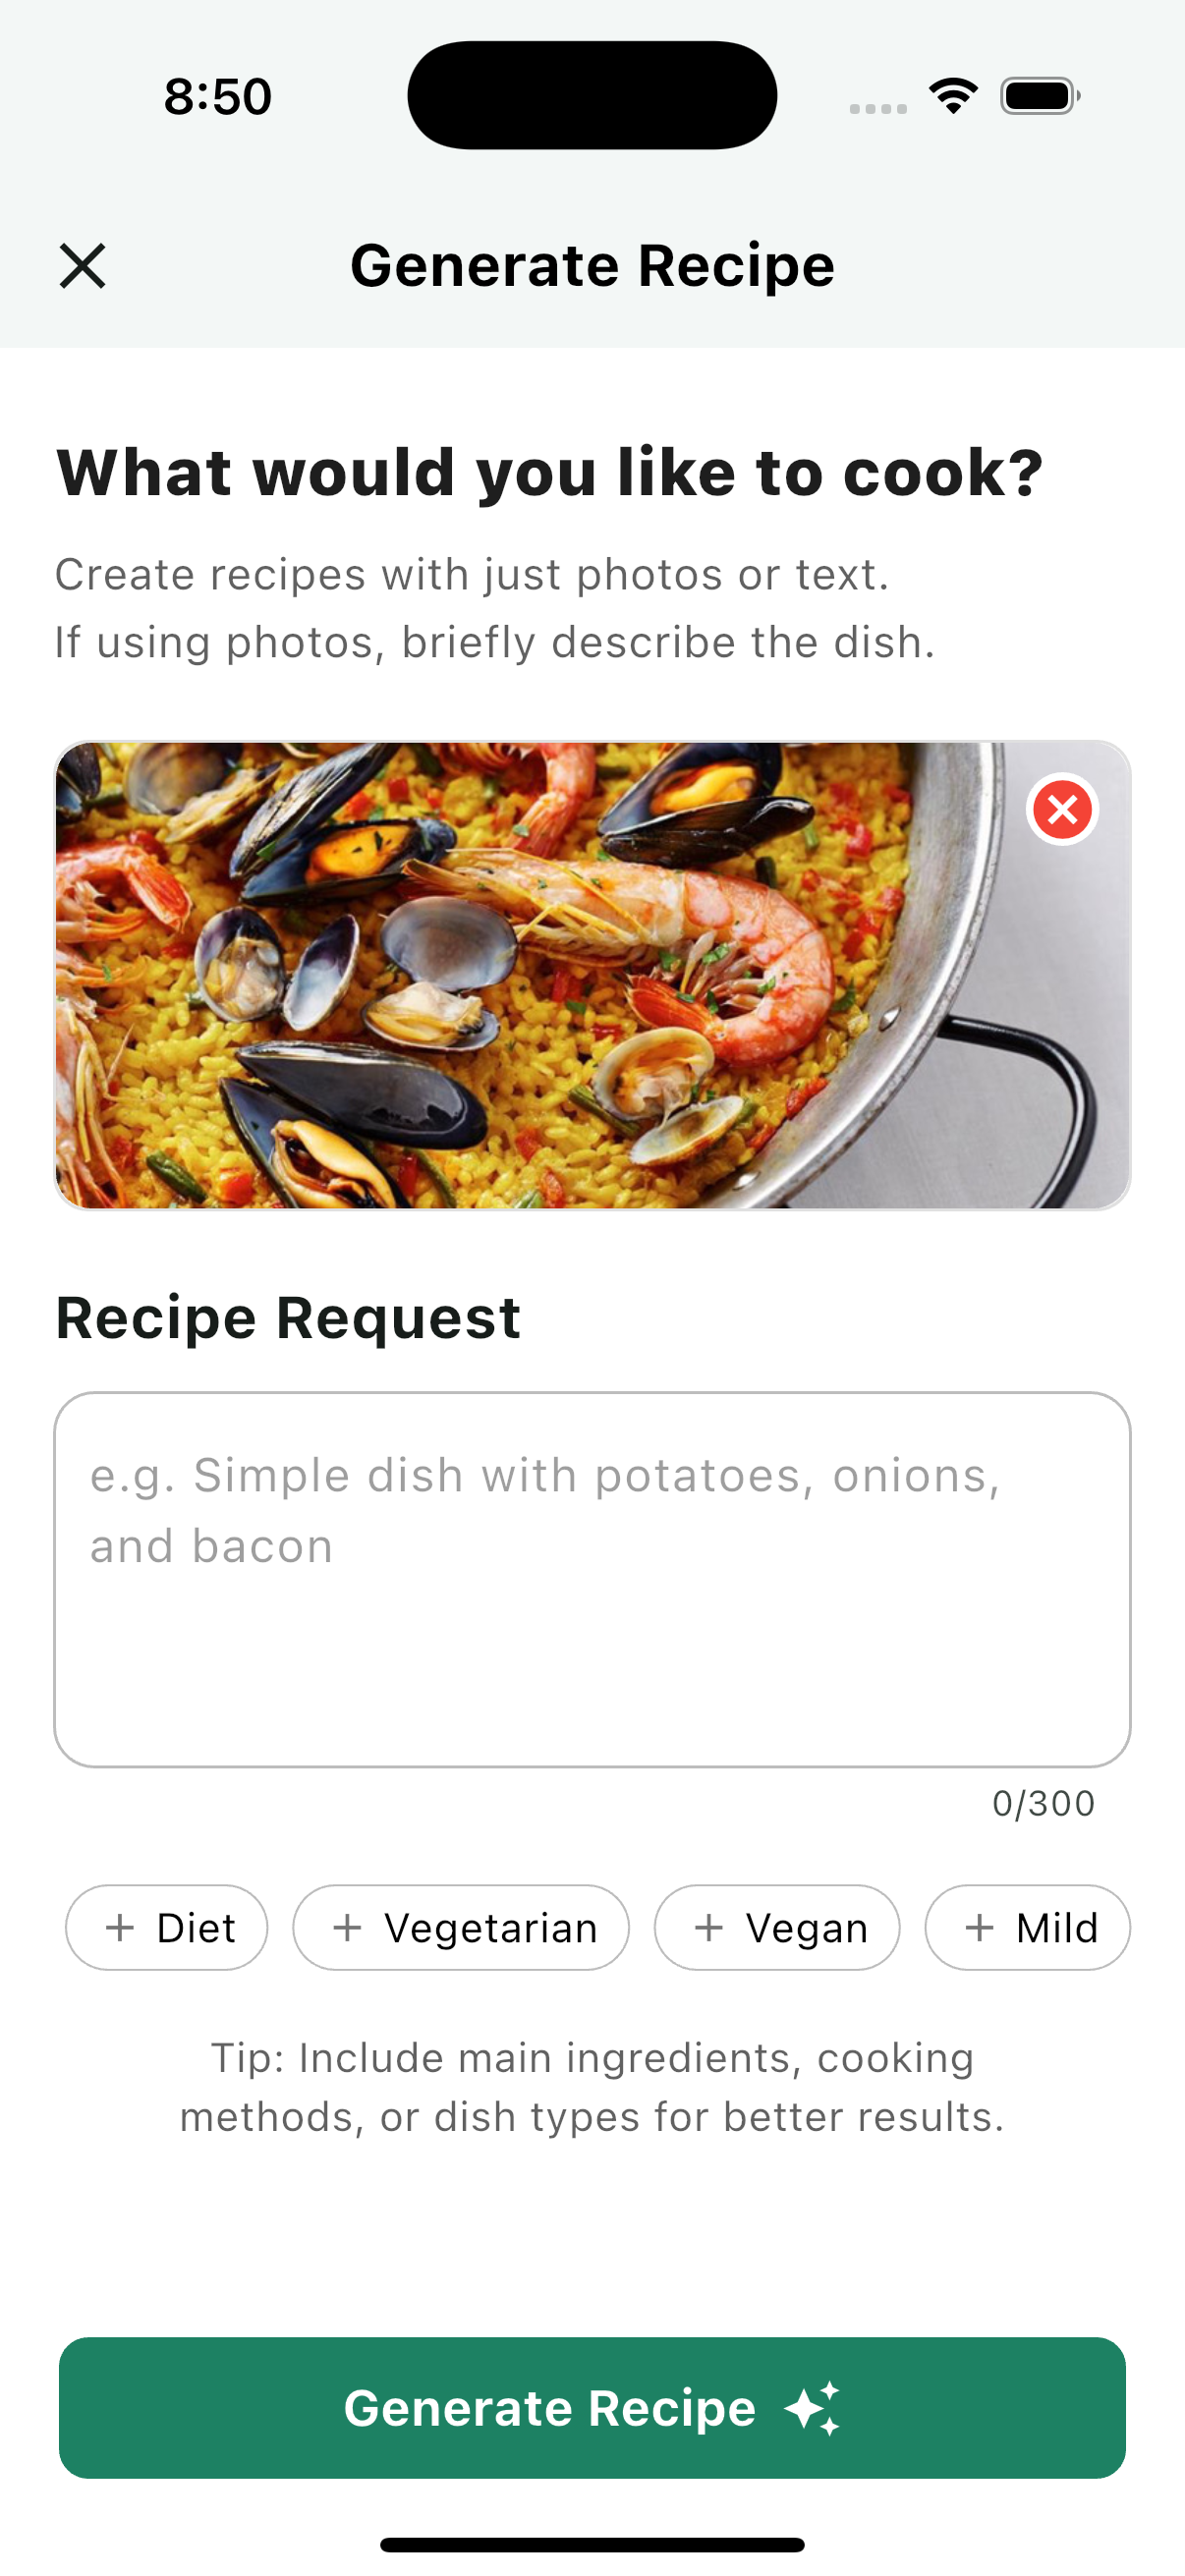 8:50
Generate Recipe
What would you like to cook?
Create recipes with just photos or text.
If using photos, briefly describe the dish.
Recipe Request
e.g. Simple dish with potatoes, onions,
and bacon
0/300
+ Diet + Vegetarian + Vegan + Mild
Tip: Include main ingredients, cooking
methods, or dish types for better results.
Generate Recipe